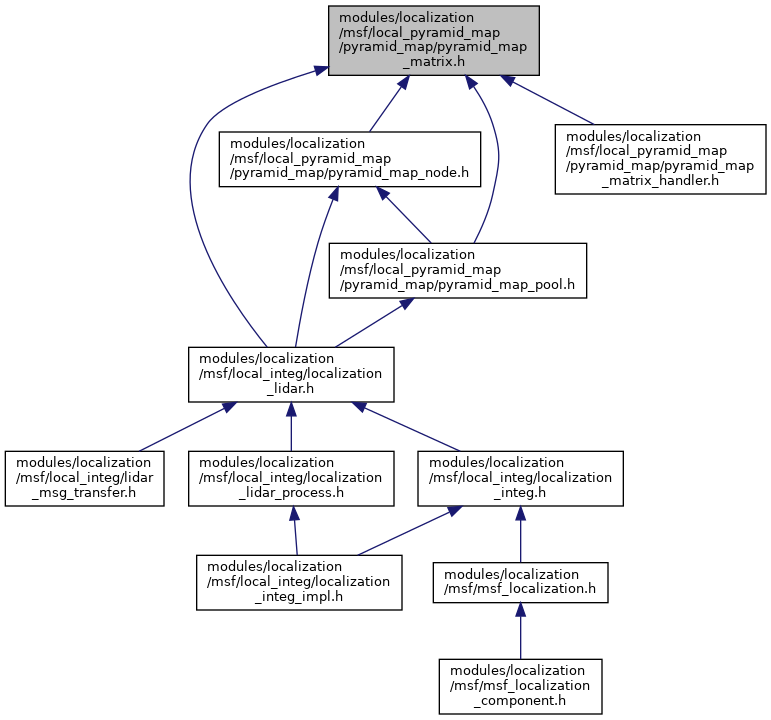 modules/localization
/msf/local_pyramid_map
/pyramid_map/pyramid_map
_matrix.h
modules/localization
/msf/local_pyramid_map
/pyramid_map/pyramid_map_node.h
modules/localization
/msf/local_pyramid_map
/pyramid_map/pyramid_map
_matrix_handler.h
modules/localization
/msf/local_pyramid_map
/pyramid_map/pyramid_map_pool.h
modules/localization
/msf/local_integ/localization
_lidar.h
modules/localization
/msf/local_integ/lidar
_msg_transfer.h
modules/localization
/msf/local_integ/localization
_lidar_process.h
modules/localization
/msf/local_integ/localization
_integ.h
modules/localization
/msf/local_integ/localization
_integ_impl.h
modules/localization
/msf/msf_localization.h
modules/localization
/msf/msf_localization
_component.h